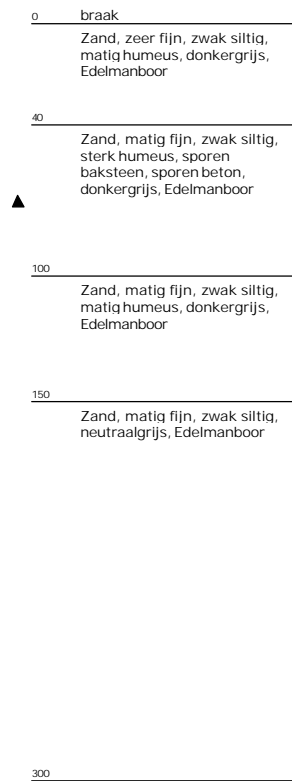 0 braak
Zand, zeer fijn, zwak siltig,
matig humeus, donkergrijs,
Edelmanboor
40
Zand, matig fijn, zwak siltig,
sterk humeus, sporen
baksteen, sporen beton,
donkergrijs, Edelmanboor
100
Zand, matig fijn, zwak siltig,
matig humeus, donkergrijs,
Edelmanboor
150
Zand, matig fijn, zwak siltig,
neutraalgrijs, Edelmanboor
300